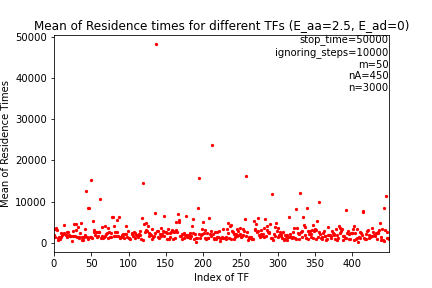 Mean of Residence times for different TFs (E_aa=2.5, E_ad=0)
stop_time=50000
ignoring_steps=10000
m=50
nA=450
n=3000
Mean of Residence Times
50000
40000
30000
20000
10000
0
0 50 100 150 200 250 300 350 400
Index of TF